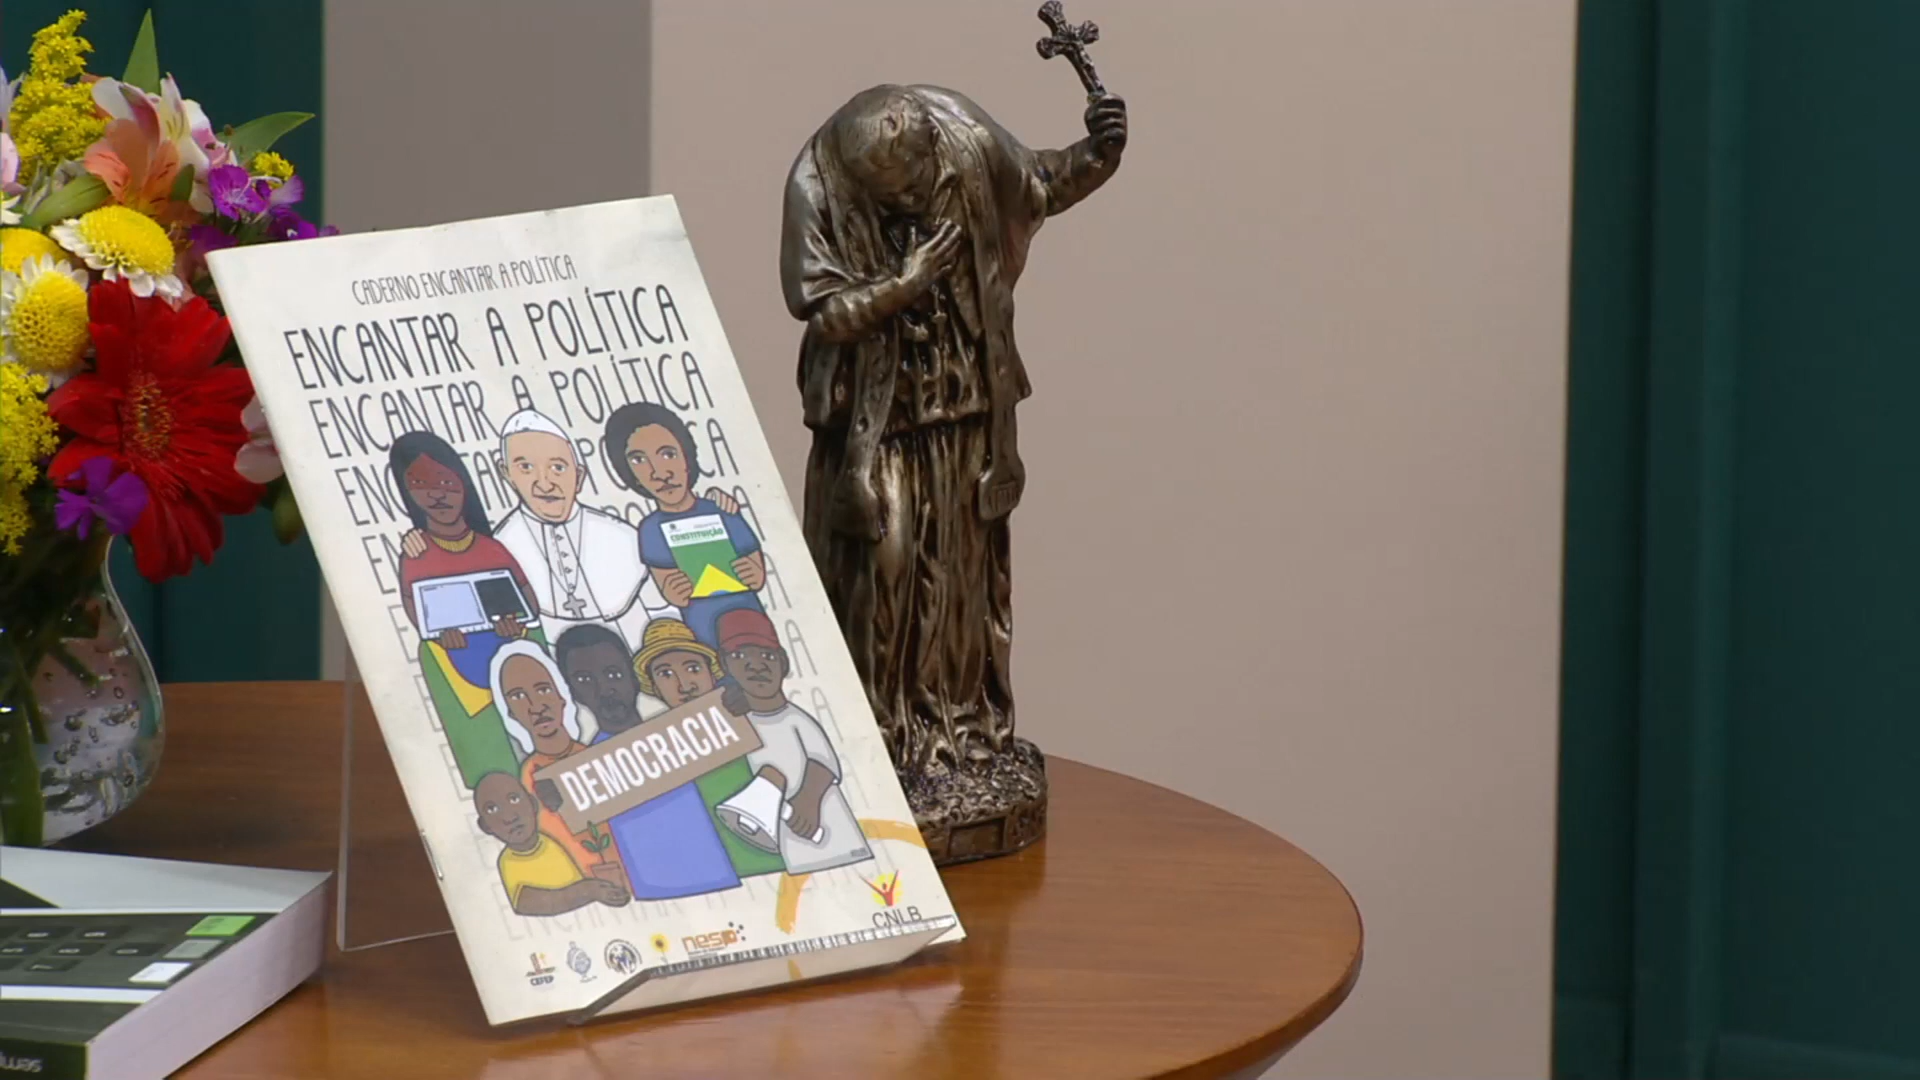 CADERNO ENCANTAR A POLÍTICA
ENCANTAR A POLÍTICA
ENCANTAR A POLÍTICA
CONSTITUIÇÃO
DEMOCRACIA
CNLB
nesp
CEFEP